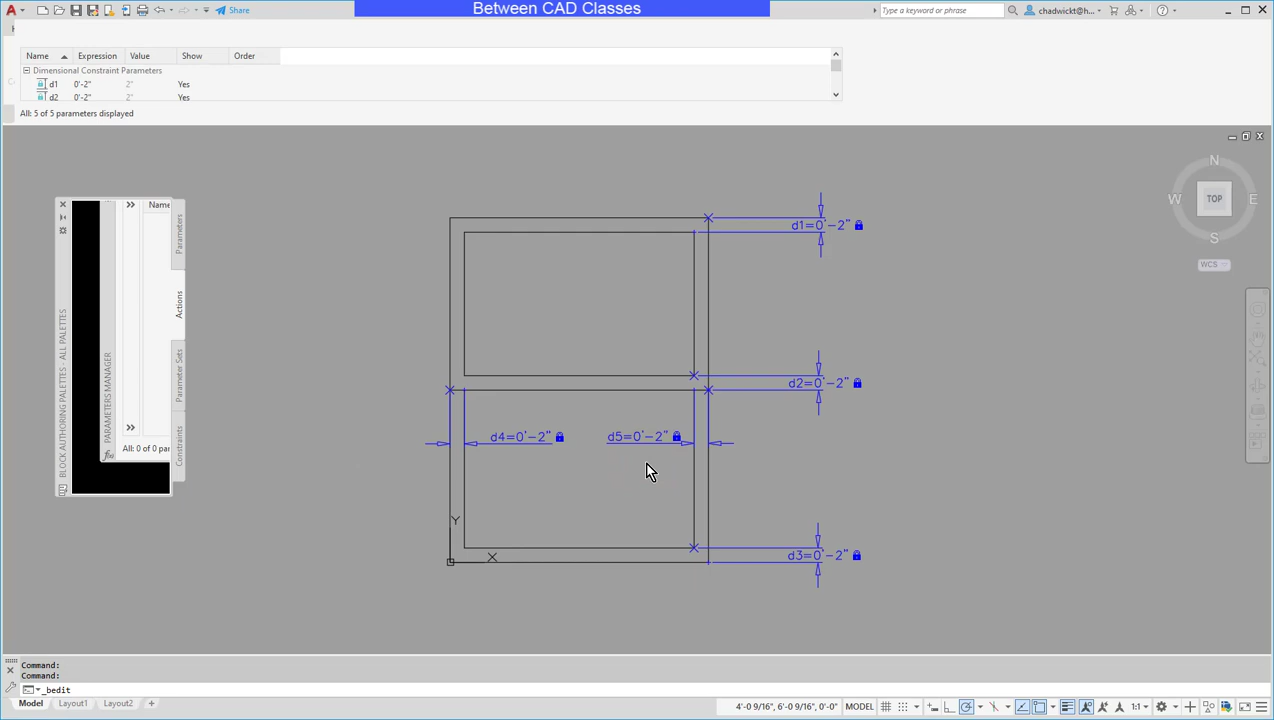 Share
Between CAD Classes
Type a keyword or phrase
chadwickt@h...
Name Expression Value Show Order
Dimensional Constraint Parameters
d1 0'-2" 2" Yes
d2 0'-2" 2" Yes
All: 5 of 5 parameters displayed
N
W TOP E
S
WCS
Name
Parameters
Actions
Parameter Sets
Constraints
BLOCK AUTHORING PALETTES - ALL PALETTES
PARAMETERS MANAGER
All: 0 of 0 par
d1=0'-2"
d2=0'-2"
d4=0'-2"
d5=0'-2"
d3=0'-2"
Y
X
Command:
Command:
_bedit
Model Layout1 Layout2
4'-0 9/16", 6'-0 9/16", 0'-0" MODEL 1:1